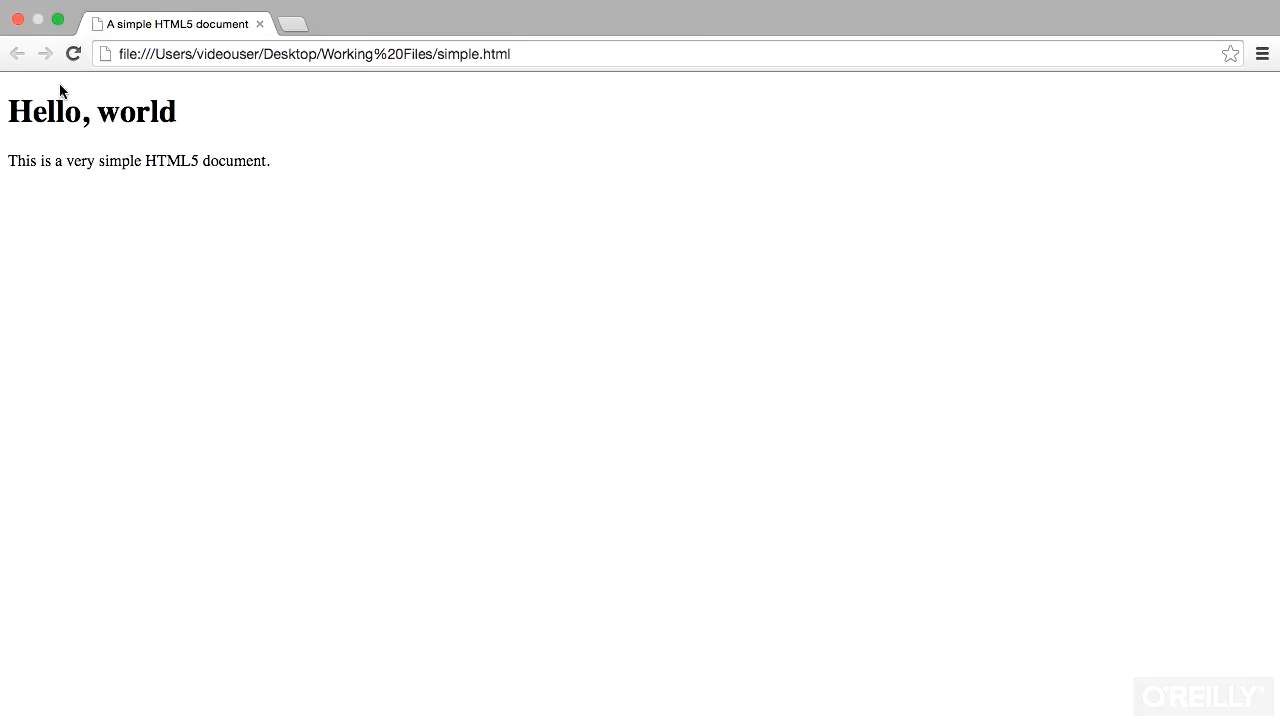 A simple HTML5 document
file:///Users/videouser/Desktop/Working%20Files/simple.html
Hello, world
This is a very simple HTML5 document.
O'REILLY